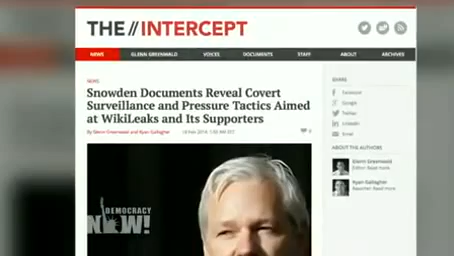 THE // INTERCEPT
NEWS GLENN GREENWALD VOICES DOCUMENTS STAFF ABOUT ARCHIVES
NEWS
Snowden Documents Reveal Covert
Surveillance and Pressure Tactics Aimed
at WikiLeaks and Its Supporters
By Glenn Greenwald and Ryan Gallagher
SHARE
Facebook
Google
Twitter
LinkedIn
Email
ABOUT THE AUTHORS
Glenn Greenwald
Ryan Gallagher
DEMOCRACY
NOW!